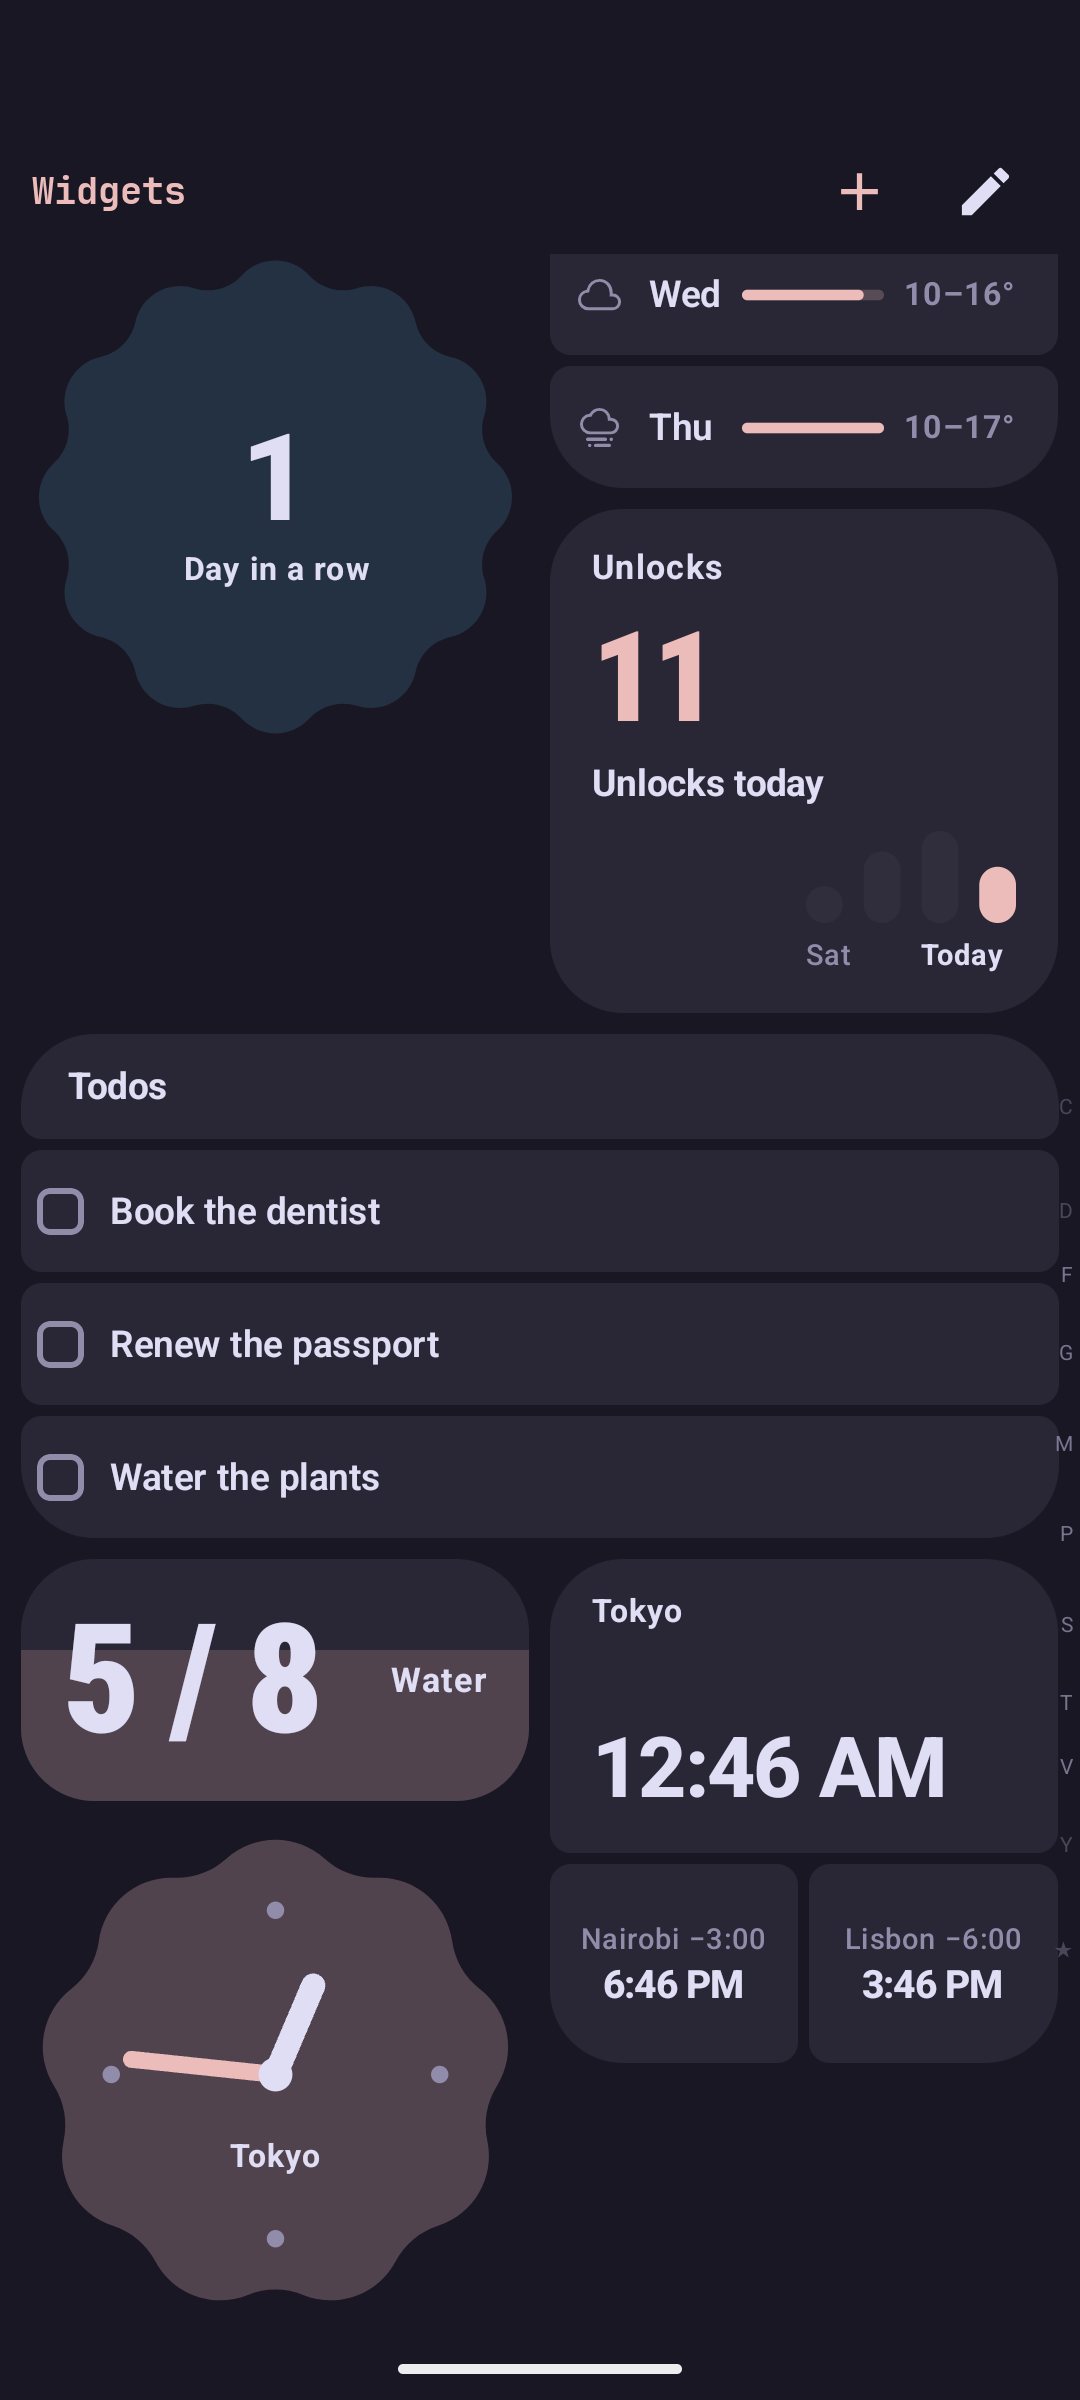 Widgets
1
Day in a row
Wed 10–16°
Thu 10–17°
Unlocks
11
Unlocks today
Sat Today
Todos
Book the dentist
Renew the passport
Water the plants
5 / 8 Water
Tokyo
12:46 AM
Nairobi −3:00
6:46 PM
Lisbon −6:00
3:46 PM
Tokyo
C
D
F
G
M
P
S
T
V
Y
★